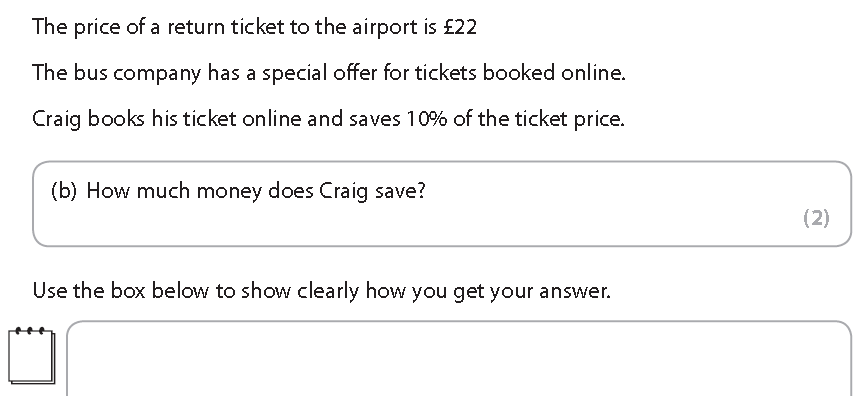 The price of a return ticket to the airport is £22
The bus company has a special offer for tickets booked online.
Craig books his ticket online and saves 10% of the ticket price.
(b) How much money does Craig save?
(2)
Use the box below to show clearly how you get your answer.